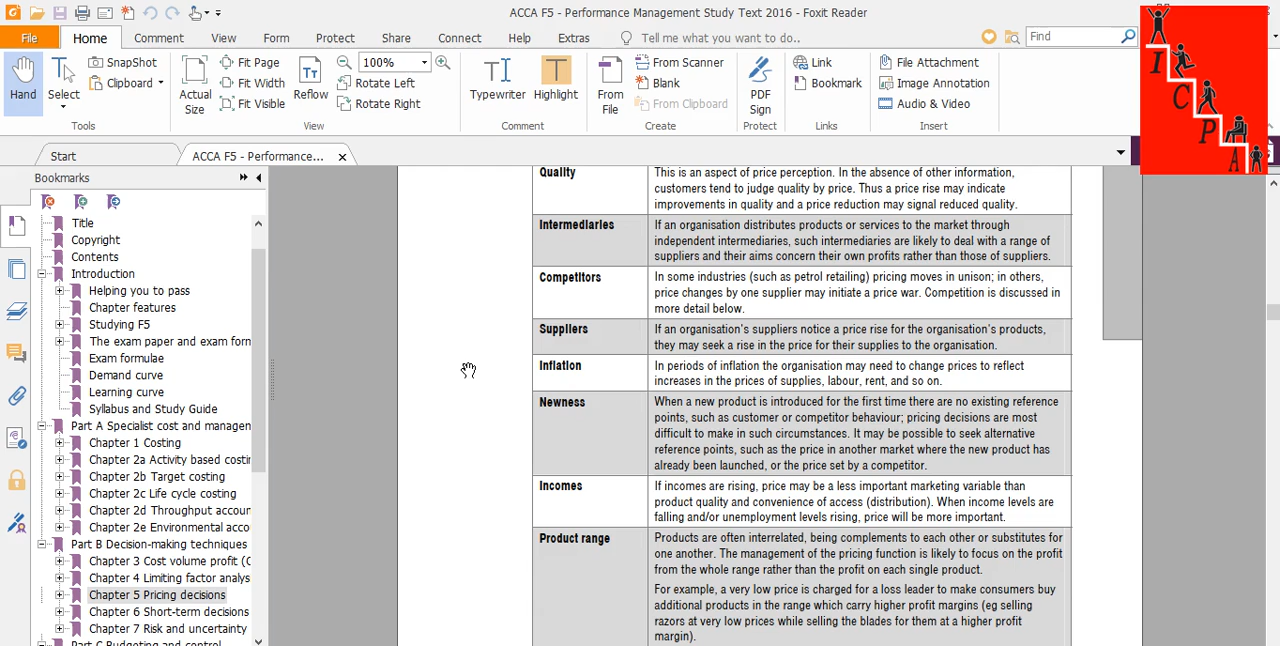 ACCA F5 - Performance Management Study Text 2016 - Foxit Reader
File Home Comment View Form Protect Share Connect Help Extras Tell me what you want to do.. Find
Hand
Select
SnapShot
Clipboard
Tools
Actual
Size
Fit Page
Fit Width
Fit Visible
Reflow
100%
Rotate Left
Rotate Right
View
Typewriter
Highlight
Comment
From
File
From Scanner
Blank
From Clipboard
Create
PDF
Sign
Protect
Link
Bookmark
Links
File Attachment
Image Annotation
Audio & Video
Insert
I
C
P
A
Start
ACCA F5 - Performance...
Bookmarks
Title
Copyright
Contents
Introduction
Helping you to pass
Chapter features
Studying F5
The exam paper and exam forn
Exam formulae
Demand curve
Learning curve
Syllabus and Study Guide
Part A Specialist cost and managen
Chapter 1 Costing
Chapter 2a Activity based costin
Chapter 2b Target costing
Chapter 2c Life cycle costing
Chapter 2d Throughput accoun
Chapter 2e Environmental acco
Part B Decision-making techniques
Chapter 3 Cost volume profit (C
Chapter 4 Limiting factor analys
Chapter 5 Pricing decisions
Chapter 6 Short-term decisions
Chapter 7 Risk and uncertainty
Part C Budgeting and control
Quality
This is an aspect of price perception. In the absence of other information,
customers tend to judge quality by price. Thus a price rise may indicate
improvements in quality and a price reduction may signal reduced quality.
Intermediaries
If an organisation distributes products or services to the market through
independent intermediaries, such intermediaries are likely to deal with a range of
suppliers and their aims concern their own profits rather than those of suppliers.
Competitors
In some industries (such as petrol retailing) pricing moves in unison; in others,
price changes by one supplier may initiate a price war. Competition is discussed in
more detail below.
Suppliers
If an organisation's suppliers notice a price rise for the organisation's products,
they may seek a rise in the price for their supplies to the organisation.
Inflation
In periods of inflation the organisation may need to change prices to reflect
increases in the prices of supplies, labour, rent, and so on.
Newness
When a new product is introduced for the first time there are no existing reference
points, such as customer or competitor behaviour; pricing decisions are most
difficult to make in such circumstances. It may be possible to seek alternative
reference points, such as the price in another market where the new product has
already been launched, or the price set by a competitor.
Incomes
If incomes are rising, price may be a less important marketing variable than
product quality and convenience of access (distribution). When income levels are
falling and/or unemployment levels rising, price will be more important.
Product range
Products are often interrelated, being complements to each other or substitutes for
one another. The management of the pricing function is likely to focus on the profit
from the whole range rather than the profit on each single product.
For example, a very low price is charged for a loss leader to make consumers buy
additional products in the range which carry higher profit margins (eg selling
razors at very low prices while selling the blades for them at a higher profit
margin).